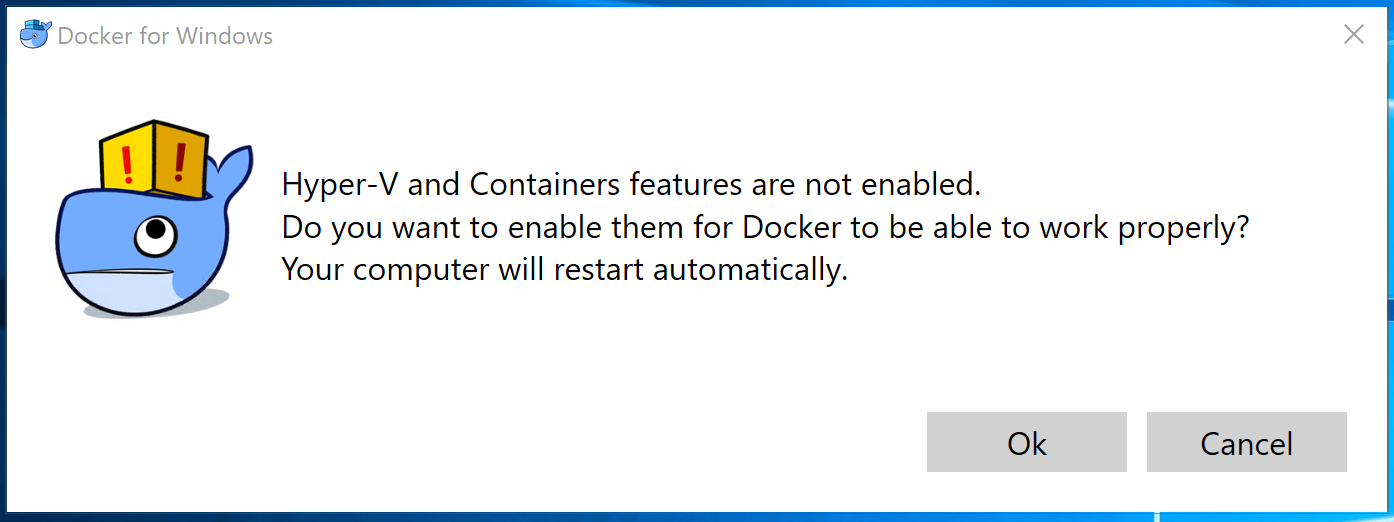 Docker for Windows
Hyper-V and Containers features are not enabled.
Do you want to enable them for Docker to be able to work properly?
Your computer will restart automatically.
Ok
Cancel